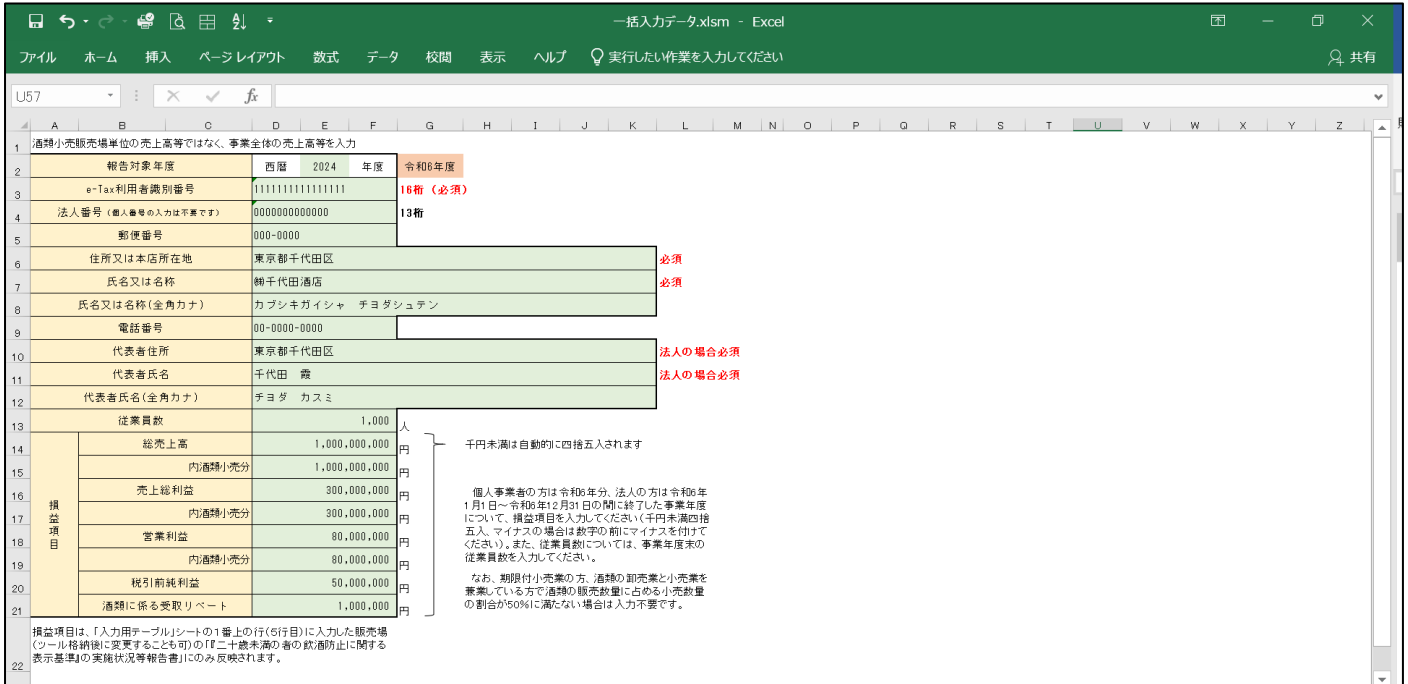 一括入力データ.xlsm - Excel
ファイル ホーム 挿入 ページ レイアウト 数式 データ 校閲 表示 ヘルプ 実行したい作業を入力してください 共有
U57 fx
A B C D E F G H I J K L M N O P Q R S T U V W X Y Z
1 酒類小売販売場単位の売上高等ではなく、事業全体の売上高等を入力
2 報告対象年度 西暦 2024 年度 令和6年度
3 e-Tax利用者識別番号 1111111111111111 16桁(必須)
4 法人番号(個人番号の入力は不要です) 0000000000000 13桁
5 郵便番号 000-0000
6 住所又は本店所在地 東京都千代田区 必須
7 氏名又は名称 ㈱千代田酒店 必須
8 氏名又は名称(全角カナ) カブシキガイシャ チヨダシュテン
9 電話番号 00-0000-0000
10 代表者住所 東京都千代田区 法人の場合必須
11 代表者氏名 千代田 霞 法人の場合必須
12 代表者氏名(全角カナ) チヨダ カスミ
13 従業員数 1,000 人
14 総売上高 1,000,000,000 円 千円未満は自動的に四捨五入されます
15 内酒類小売分 1,000,000,000 円
16 売上総利益 300,000,000 円
17 内酒類小売分 300,000,000 円
18 営業利益 80,000,000 円
19 内酒類小売分 80,000,000 円
20 税引前純利益 50,000,000 円
21 酒類に係る受取リベート 1,000,000 円
損益項目
個人事業者の方は令和6年分、法人の方は令和6年
1月1日~令和6年12月31日の間に終了した事業年度
について、損益項目を入力してください(千円未満四捨
五入、マイナスの場合は数字の前にマイナスを付けて
ください)。また、従業員数については、事業年度末の
従業員数を入力してください。
なお、期限付小売業の方、酒類の卸売業と小売業を
兼業している方で酒類の販売数量に占める小売数量
の割合が50%に満たない場合は入力不要です。
損益項目は、「入力用テーブル」シートの1番上の行(5行目)に入力した販売場
(ツール格納後に変更することも可)の「『二十歳未満の者の飲酒防止に関する
22 表示基準』の実施状況等報告書」にのみ反映されます。